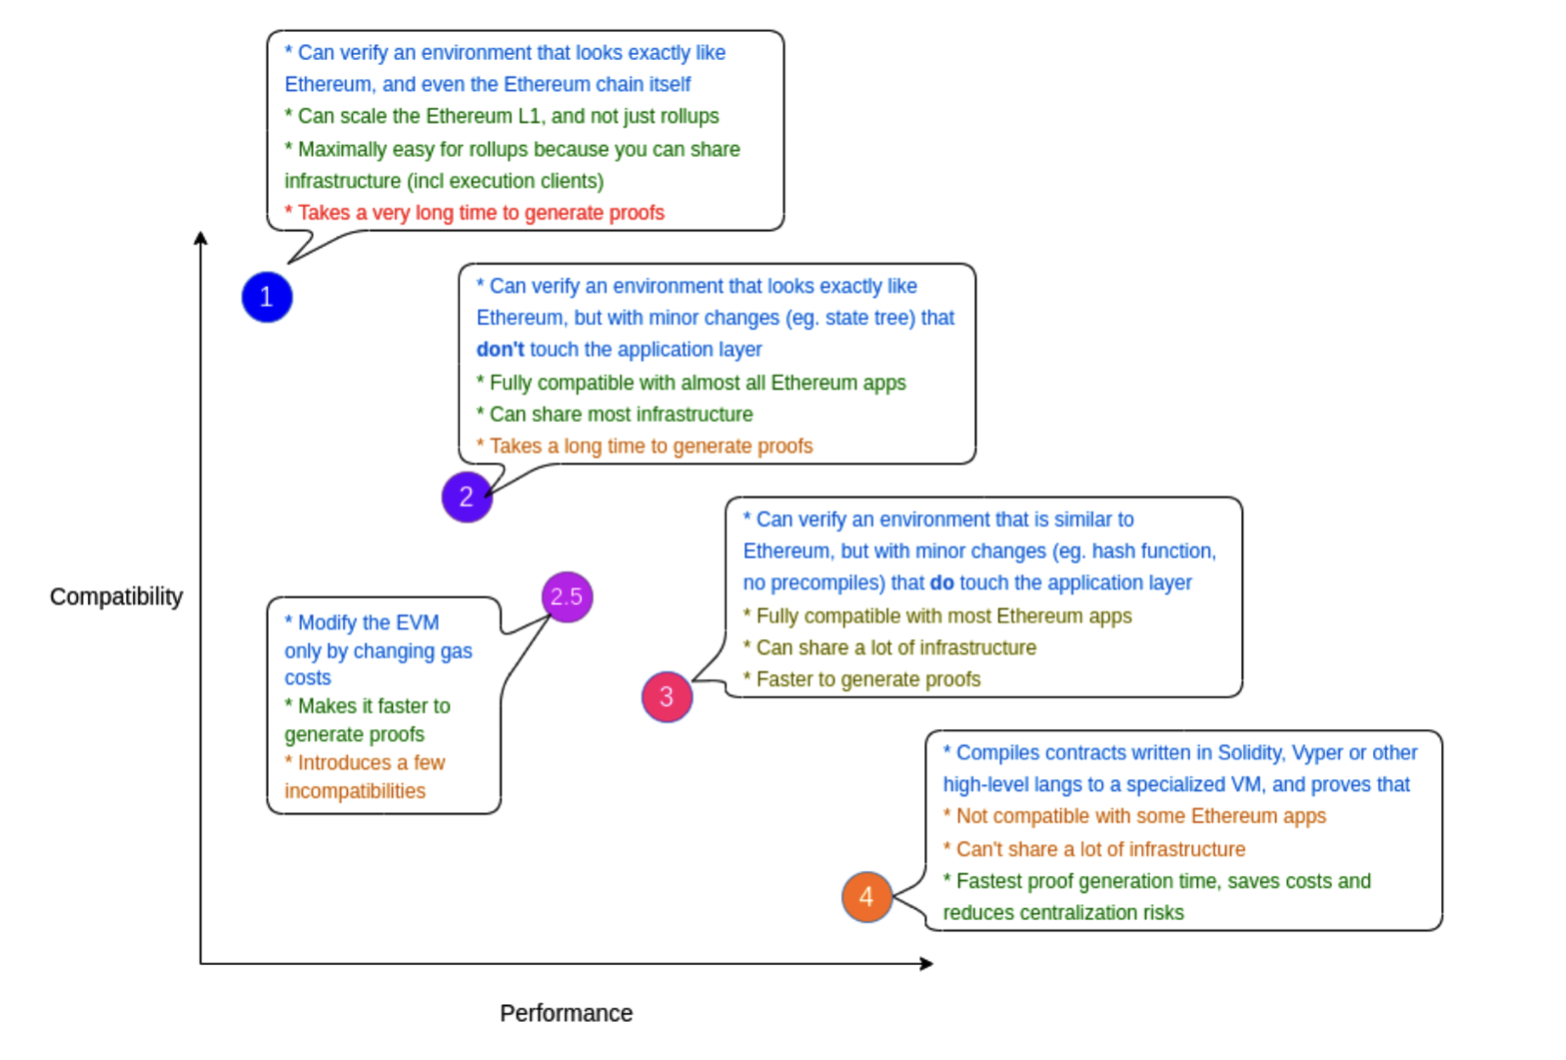 * Can verify an environment that looks exactly like
Ethereum, and even the Ethereum chain itself
* Can scale the Ethereum L1, and not just rollups
* Maximally easy for rollups because you can share
infrastructure (incl execution clients)
* Takes a very long time to generate proofs
1
* Can verify an environment that looks exactly like
Ethereum, but with minor changes (eg. state tree) that
don't touch the application layer
* Fully compatible with almost all Ethereum apps
* Can share most infrastructure
* Takes a long time to generate proofs
2
* Can verify an environment that is similar to
Ethereum, but with minor changes (eg. hash function,
no precompiles) that do touch the application layer
* Fully compatible with most Ethereum apps
* Can share a lot of infrastructure
* Faster to generate proofs
3
2.5
* Modify the EVM
only by changing gas
costs
* Makes it faster to
generate proofs
* Introduces a few
incompatibilities
Compatibility
* Compiles contracts written in Solidity, Vyper or other
high-level langs to a specialized VM, and proves that
* Not compatible with some Ethereum apps
* Can't share a lot of infrastructure
* Fastest proof generation time, saves costs and
reduces centralization risks
4
Performance